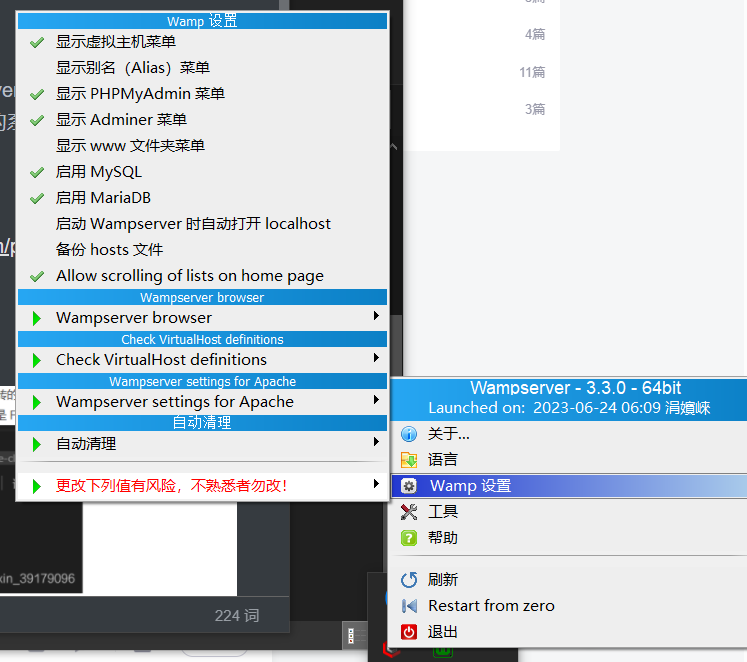 Wamp 设置
显示虚拟主机菜单
显示别名（Alias）菜单
显示 PHPMyAdmin 菜单
显示 Adminer 菜单
显示 www 文件夹菜单
启用 MySQL
启用 MariaDB
启动 Wampserver 时自动打开 localhost
备份 hosts 文件
Allow scrolling of lists on home page
Wampserver browser
Wampserver browser
Check VirtualHost definitions
Check VirtualHost definitions
Wampserver settings for Apache
Wampserver settings for Apache
自动清理
自动清理
更改下列值有风险，不熟悉者勿改！
4篇
11篇
3篇
Wampserver - 3.3.0 - 64bit
Launched on: 2023-06-24 06:09 涓嬪崍
关于...
语言
Wamp 设置
工具
帮助
刷新
Restart from zero
退出
xin_39179096
224 词